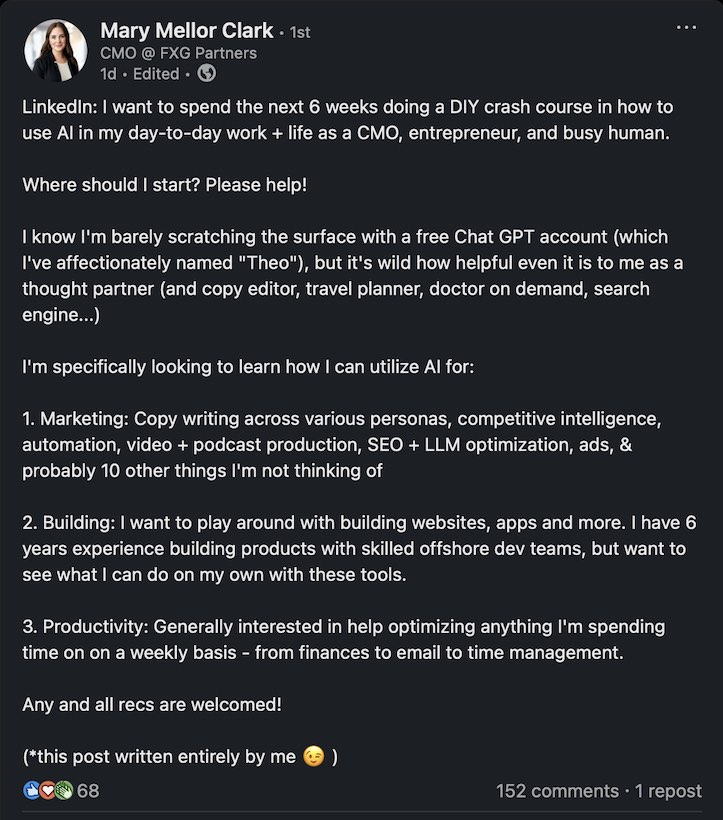 Mary Mellor Clark · 1st
CMO @ FXG Partners
1d • Edited •
LinkedIn: I want to spend the next 6 weeks doing a DIY crash course in how to
use AI in my day-to-day work + life as a CMO, entrepreneur, and busy human.
Where should I start? Please help!
I know I'm barely scratching the surface with a free Chat GPT account (which
I've affectionately named "Theo"), but it's wild how helpful even it is to me as a
thought partner (and copy editor, travel planner, doctor on demand, search
engine...)
I'm specifically looking to learn how I can utilize AI for:
1. Marketing: Copy writing across various personas, competitive intelligence,
automation, video + podcast production, SEO + LLM optimization, ads, &
probably 10 other things I'm not thinking of
2. Building: I want to play around with building websites, apps and more. I have 6
years experience building products with skilled offshore dev teams, but want to
see what I can do on my own with these tools.
3. Productivity: Generally interested in help optimizing anything I'm spending
time on on a weekly basis - from finances to email to time management.
Any and all recs are welcomed!
(*this post written entirely by me 😉 )
68
152 comments · 1 repost